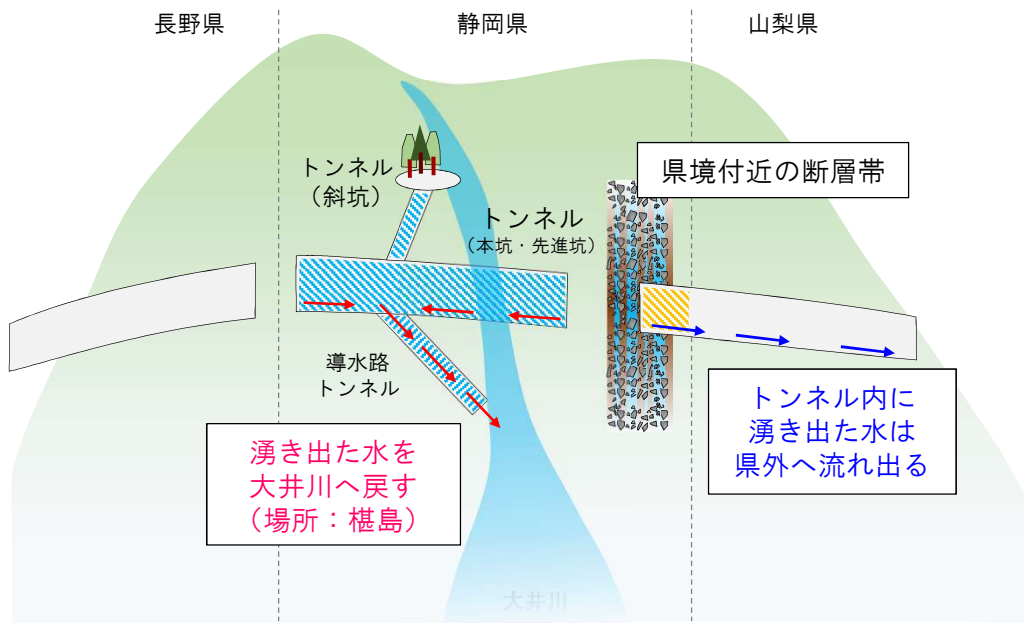 長野県
静岡県
山梨県
トンネル
(斜坑)
県境付近の断層帯
トンネル
(本坑・先進坑)
導水路
トンネル
湧き出た水を
大井川へ戻す
(場所：椹島)
トンネル内に
湧き出た水は
県外へ流れ出る
大井川